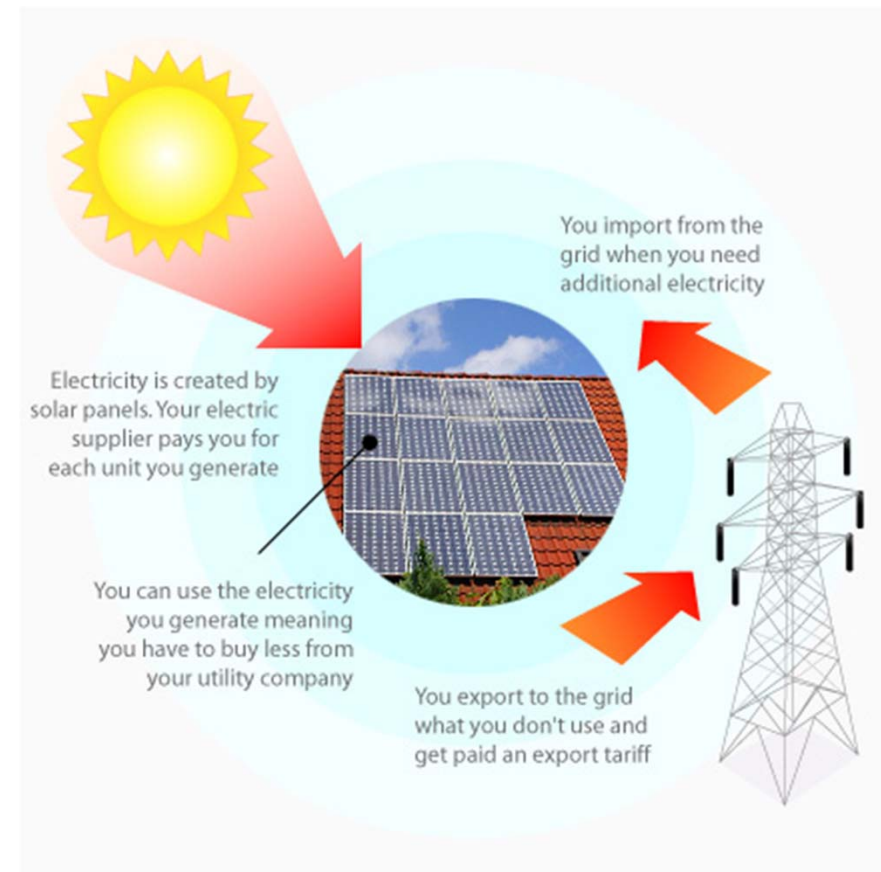 You import from the
grid when you need
additional electricity
Electricity is created by
solar panels. Your electric
supplier pays you for
each unit you generate
You can use the electricity
you generate meaning
you have to buy less from
your utility company
You export to the grid
what you don't use and
get paid an export tariff